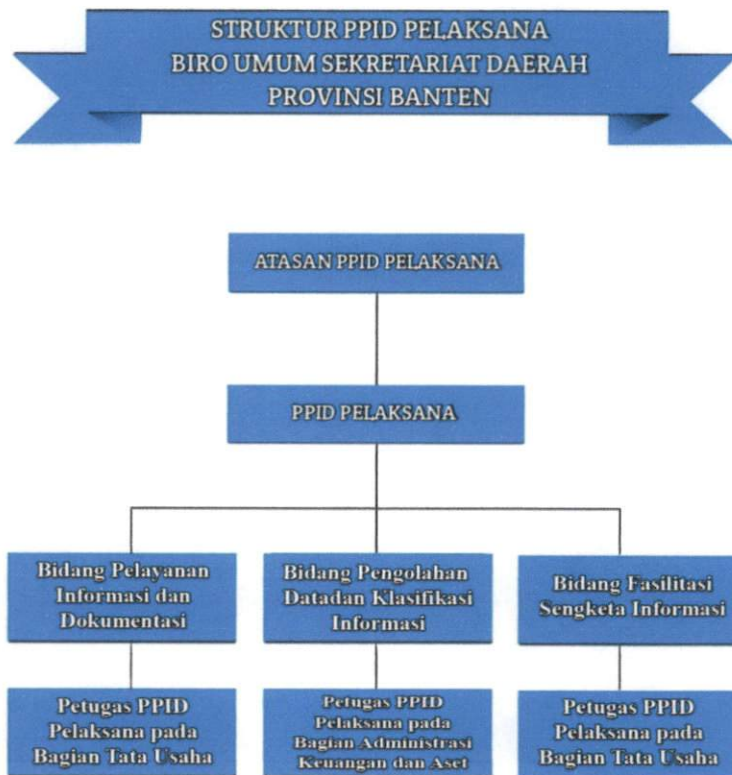 STRUKTUR PPID PELAKSANA
BIRO UMUM SEKRETARIAT DAERAH
PROVINSI BANTEN
ATASAN PPID PELAKSANA
PPID PELAKSANA
Bidang Pelayanan
Informasi dan
Dokumentasi
Bidang Pengolahan
Datadan Klasifikasi
Informasi
Bidang Fasilitasi
Sengketa Informasi
Petugas PPID
Pelaksana pada
Bagian Tata Usaha
Petugas PPID
Pelaksana pada
Bagian Administrasi
Keuangan dan Aset
Petugas PPID
Pelaksana pada
Bagian Tata Usaha